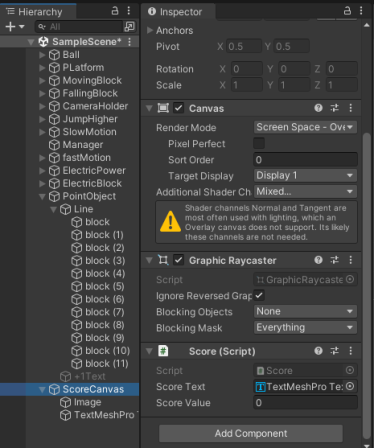 Hierarchy
All
SampleScene*
Ball
PLatform
MovingBlock
FallingBlock
CameraHolder
JumpHigher
SlowMotion
Manager
fastMotion
ElectricPower
ElectricBlock
PointObject
Line
block
block (1)
block (2)
block (3)
block (4)
block (5)
block (6)
block (7)
block (8)
block (9)
block (10)
block (11)
+1Text
ScoreCanvas
Image
TextMeshPro
Inspector
Anchors
Pivot X 0.5 Y 0.5
Rotation X 0 Y 0 Z 0
Scale X 1 Y 1 Z 1
Canvas
Render Mode Screen Space - Ove
Pixel Perfect
Sort Order 0
Target Display Display 1
Additional Shader Ch Mixed...
Shader channels Normal and Tangent are
most often used with lighting, which an
Overlay canvas does not support. Its likely
these channels are not needed.
Graphic Raycaster
Script GraphicRaycaste
Ignore Reversed Grap
Blocking Objects None
Blocking Mask Everything
# Score (Script)
Script Score
Score Text TextMeshPro Te
Score Value 0
Add Component